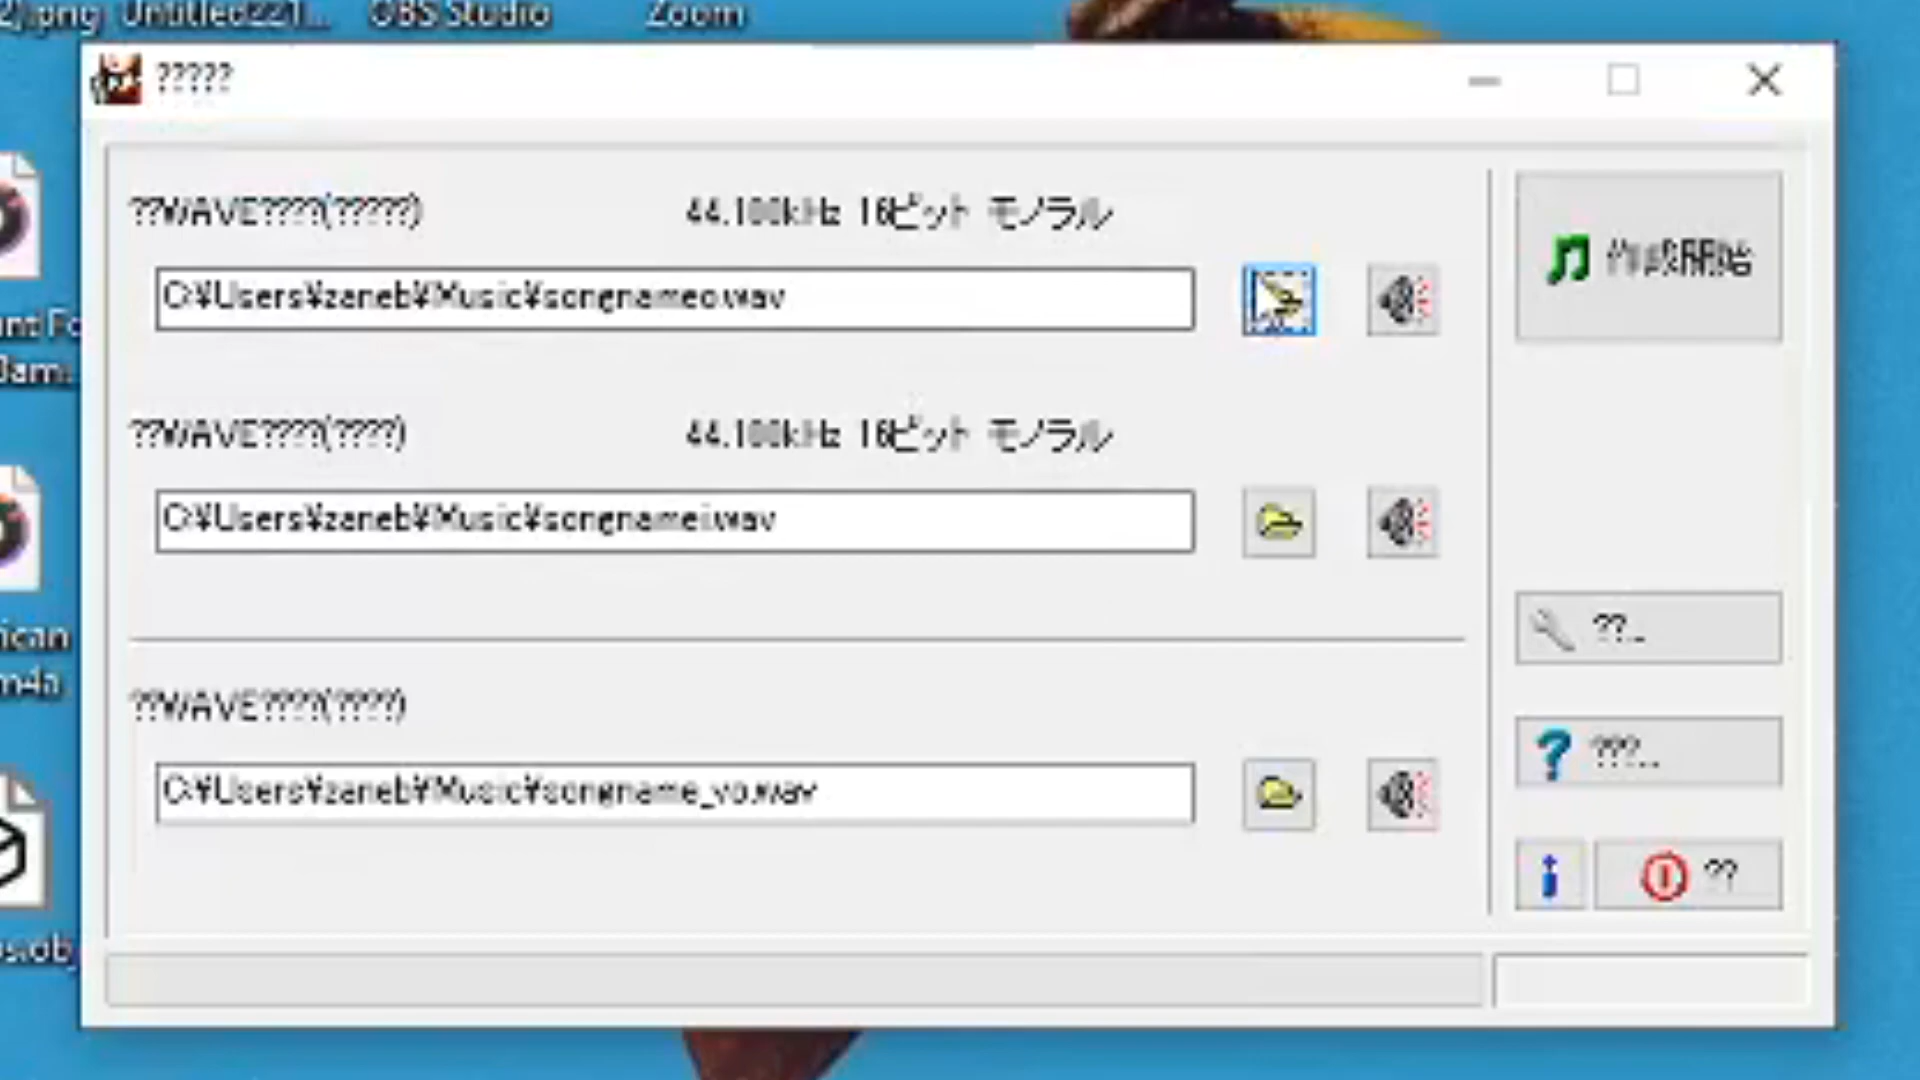 Untitled221... OBS Studio Zoom
?????
??WAVE????(?????) 44.100kHz 16ビット モノラル
C:¥Users¥zaneb¥Music¥songnameo.wav
作成開始
??WAVE????(????) 44.100kHz 16ビット モノラル
C:¥Users¥zaneb¥Music¥songnamei.wav
??...
??WAVE????(????)
???...
C:¥Users¥zaneb¥Music¥songname_vo.wav
??